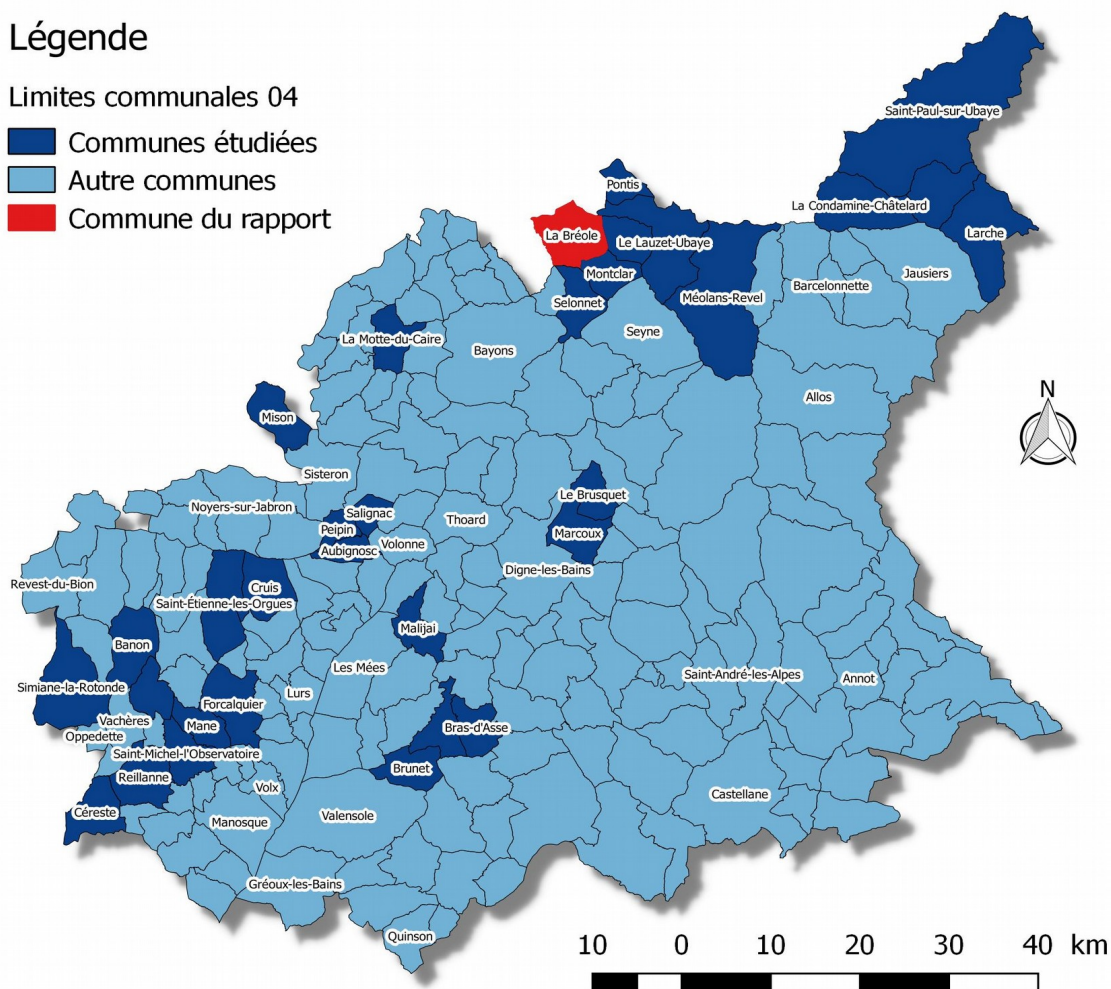 Légende
Limites communales 04
Communes étudiées
Autre communes
Commune du rapport
Saint-Paul-sur-Ubaye
Pontis
La Condamine-Châtelard
La Bréole
Le Lauzet-Ubaye
Larche
Montclar
Jausiers
Barcelonnette
Selonnet
Méolans-Revel
Seyne
La Motte-du-Caire
Bayons
Allos
N
Mison
Sisteron
Le Brusquet
Noyers-sur-Jabron
Salignac
Thoard
Peipin
Marcoux
Aubignosc
Volonne
Digne-les-Bains
Revest-du-Bion
Cruis
Saint-Étienne-les-Orgues
Malijai
Banon
Les Mées
Saint-André-les-Alpes
Annot
Simiane-la-Rotonde
Lurs
Forcalquier
Vachères
Mane
Bras-d'Asse
Oppedette
Saint-Michel-l'Observatoire
Brunet
Reillanne
Volx
Castellane
Céreste
Manosque
Valensole
Gréoux-les-Bains
Quinson
10 0 10 20 30 40 km